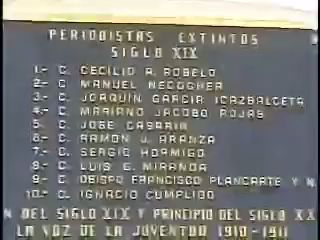 PERIODISTAS EXTINTOS
SIGLO XIX
1.- C. CECILIO A. ROBELO
2.- C. MANUEL NECOCHER
3.- C. JOAQUIN GARCIA ICAZBALCETA
4.- C. MARIANO JACOBO ROJAS
5.- C. JOSE CASARIN
6.- C. RAMON J. ARANZA
7.- C. SERGIO HORMIGO
8.- C. LUIS G. MIRANDA
9.- C. OBISPO FRANCISCO PLANCARTE Y N
10.- C. IGNACIO CUMPLIDO
N DEL SIGLO XIX Y PRINCIPIO DEL SIGLO XX
LA VOZ DE LA JUVENTUD 1910-1911